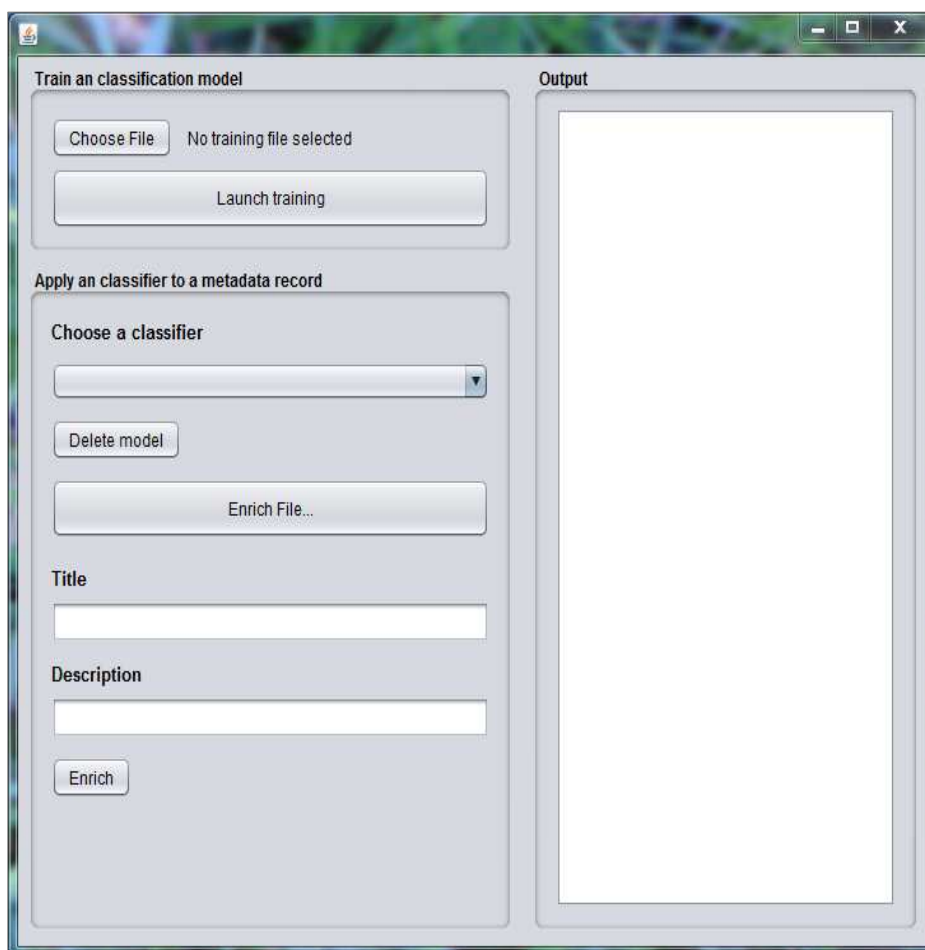 Train an classification model
Choose File
No training file selected
Launch training
Apply an classifier to a metadata record
Choose a classifier
Delete model
Enrich File...
Title
Description
Enrich
Output